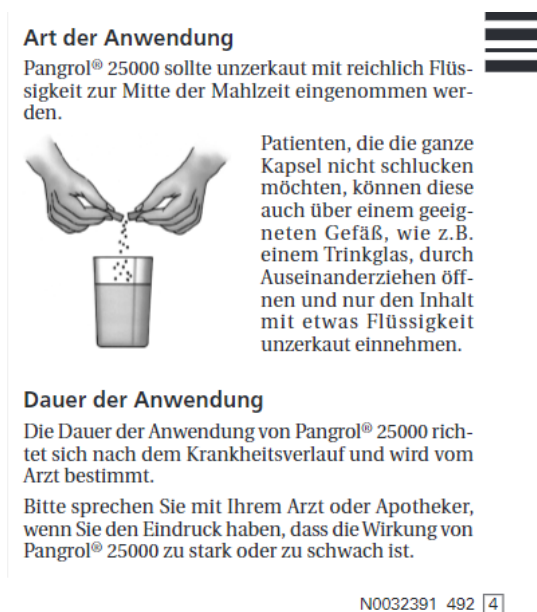 Art der Anwendung
Pangrol® 25000 sollte unzerkaut mit reichlich Flüs-
sigkeit zur Mitte der Mahlzeit eingenommen wer-
den.
Patienten, die die ganze
Kapsel nicht schlucken
möchten, können diese
auch über einem geeig-
neten Gefäß, wie z.B.
einem Trinkglas, durch
Auseinanderziehen öff-
nen und nur den Inhalt
mit etwas Flüssigkeit
unzerkaut einnehmen.
Dauer der Anwendung
Die Dauer der Anwendung von Pangrol® 25000 rich-
tet sich nach dem Krankheitsverlauf und wird vom
Arzt bestimmt.
Bitte sprechen Sie mit Ihrem Arzt oder Apotheker,
wenn Sie den Eindruck haben, dass die Wirkung von
Pangrol® 25000 zu stark oder zu schwach ist.
N0032391 492 4